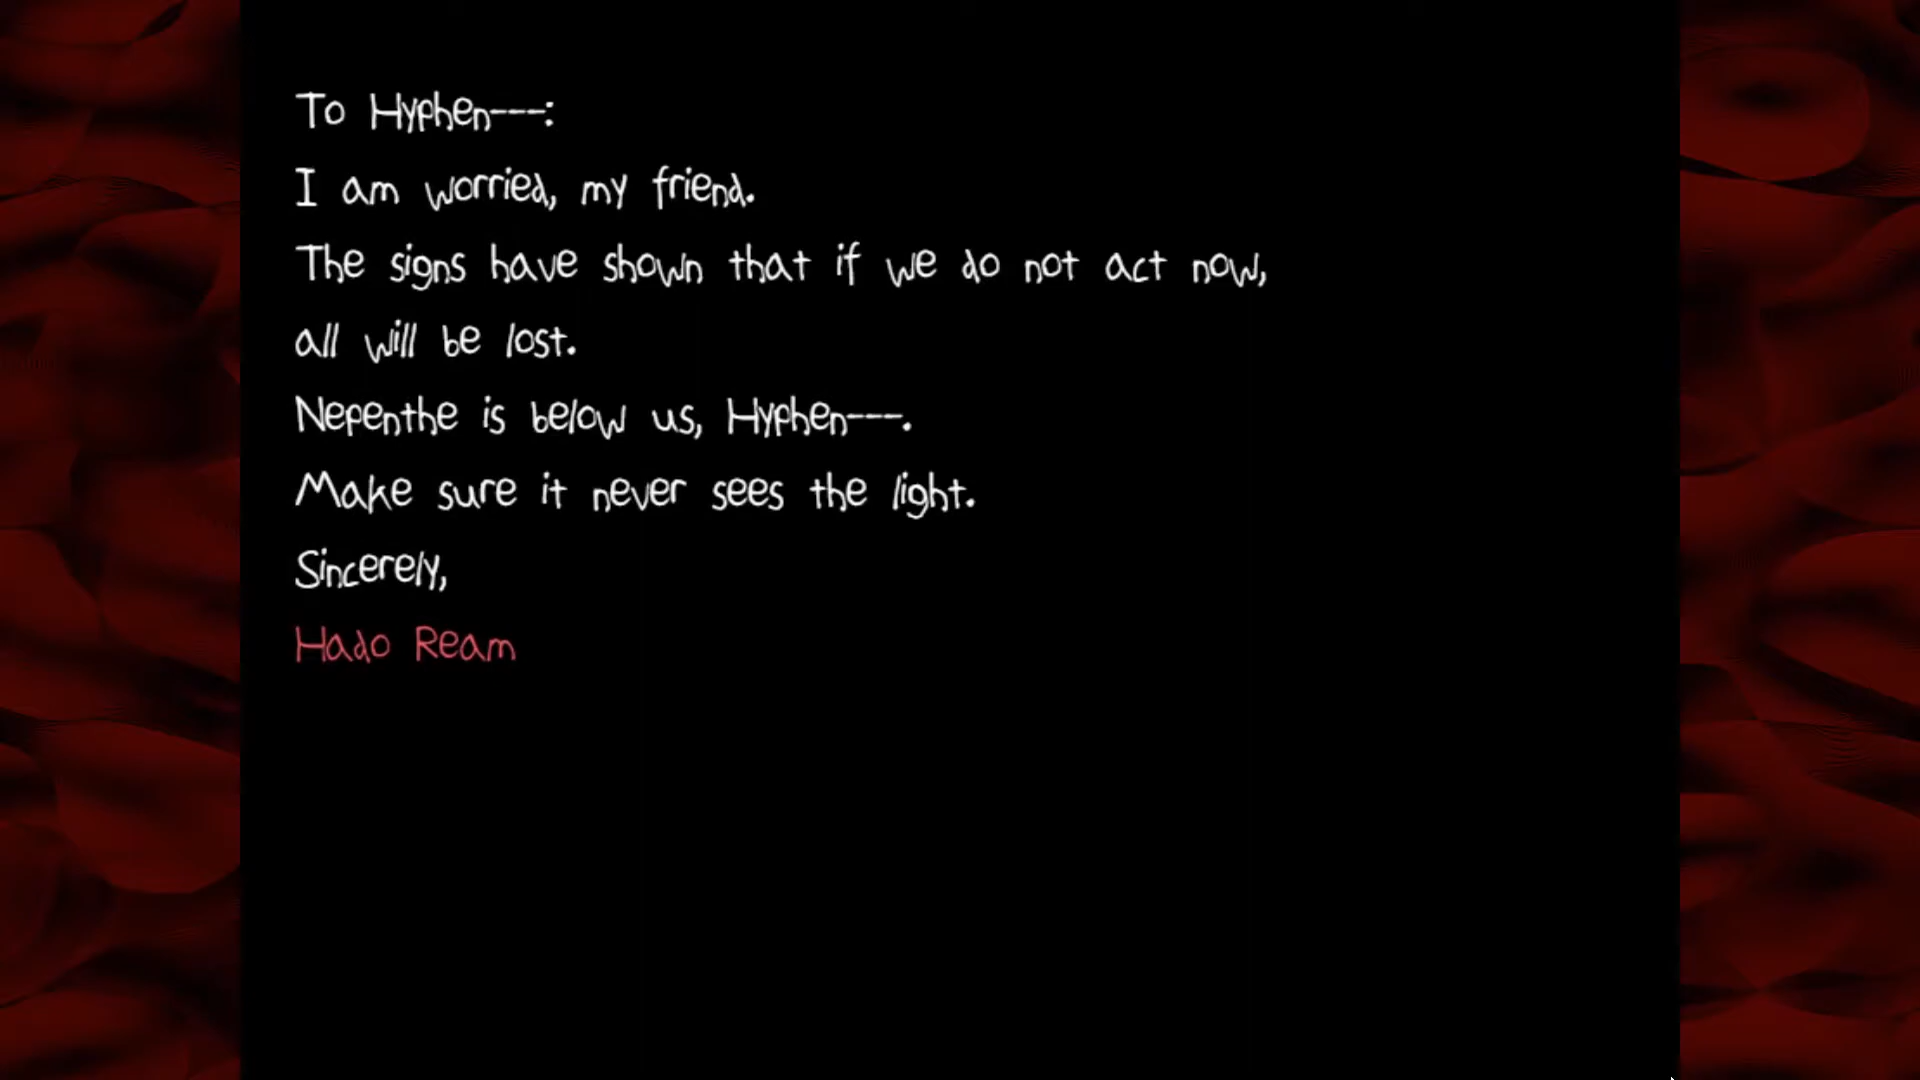 To Hyphen---:
I am worried, my friend.
The signs have shown that if we do not act now,
all will be lost.
Nepenthe is below us, Hyphen---.
Make sure it never sees the light.
Sincerely,
Hado Ream